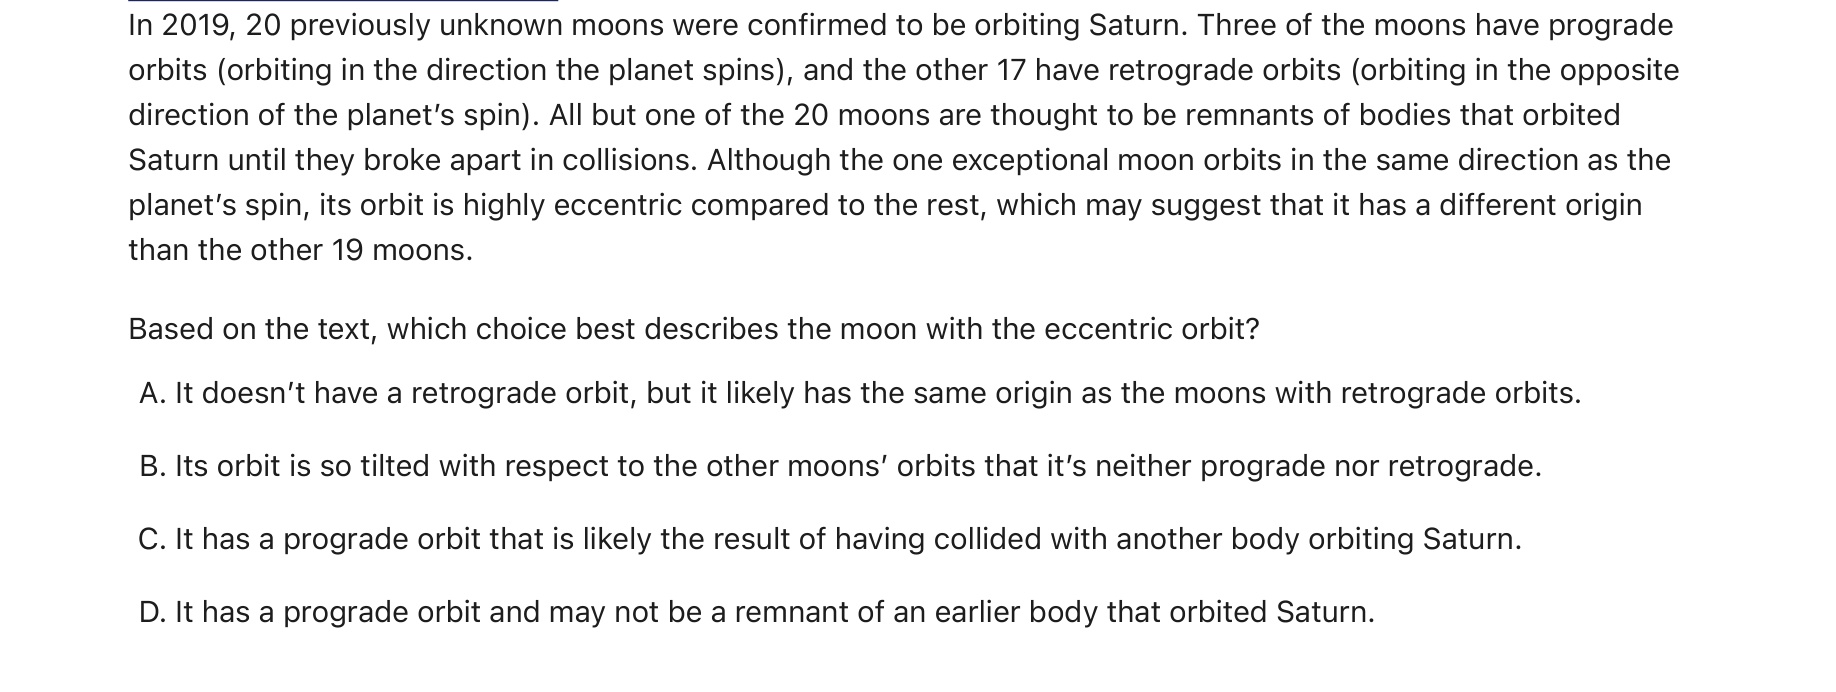 In 2019, 20 previously unknown moons were confirmed to be orbiting Saturn. Three of the moons have prograde
orbits (orbiting in the direction the planet spins), and the other 17 have retrograde orbits (orbiting in the opposite
direction of the planet’s spin). All but one of the 20 moons are thought to be remnants of bodies that orbited
Saturn until they broke apart in collisions. Although the one exceptional moon orbits in the same direction as the
planet’s spin, its orbit is highly eccentric compared to the rest, which may suggest that it has a different origin
than the other 19 moons.
Based on the text, which choice best describes the moon with the eccentric orbit?
A. It doesn’t have a retrograde orbit, but it likely has the same origin as the moons with retrograde orbits.
B. Its orbit is so tilted with respect to the other moons’ orbits that it’s neither prograde nor retrograde.
C. It has a prograde orbit that is likely the result of having collided with another body orbiting Saturn.
D. It has a prograde orbit and may not be a remnant of an earlier body that orbited Saturn.